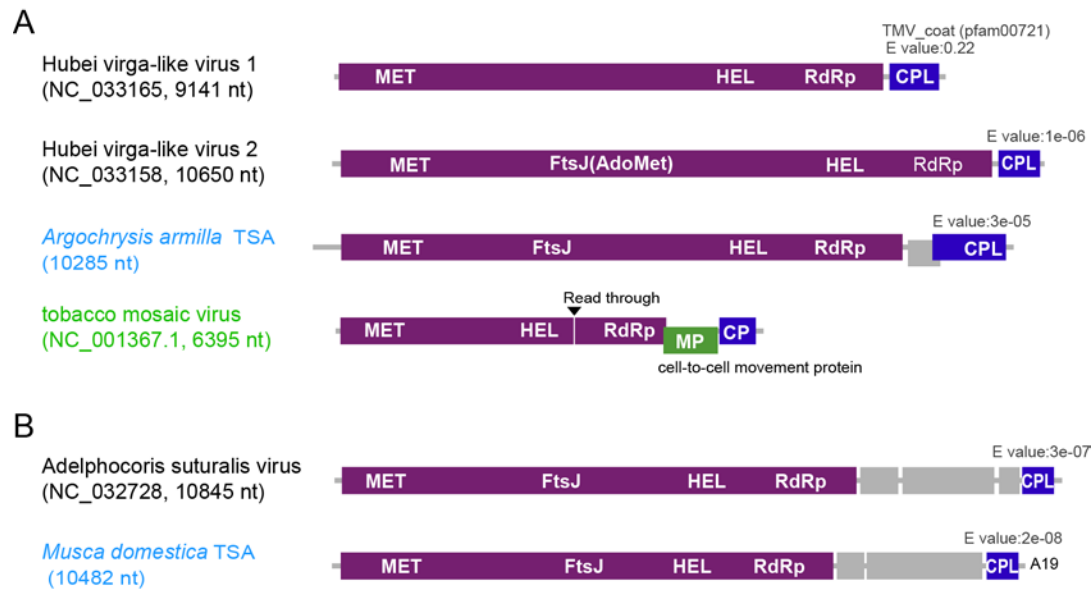 A
TMV_coat (pfam00721)
E value:0.22
Hubei virga-like virus 1
(NC_033165, 9141 nt)
MET HEL RdRp CPL
E value:1e-06
Hubei virga-like virus 2
(NC_033158, 10650 nt)
MET FtsJ(AdoMet) HEL RdRp CPL
E value:3e-05
Argochrysis armilla TSA
(10285 nt)
MET FtsJ HEL RdRp CPL
Read through
tobacco mosaic virus
(NC_001367.1, 6395 nt)
MET HEL RdRp MP CP
cell-to-cell movement protein
B
E value:3e-07
Adelphocoris suturalis virus
(NC_032728, 10845 nt)
MET FtsJ HEL RdRp CPL
E value:2e-08
Musca domestica TSA
(10482 nt)
MET FtsJ HEL RdRp CPL A19